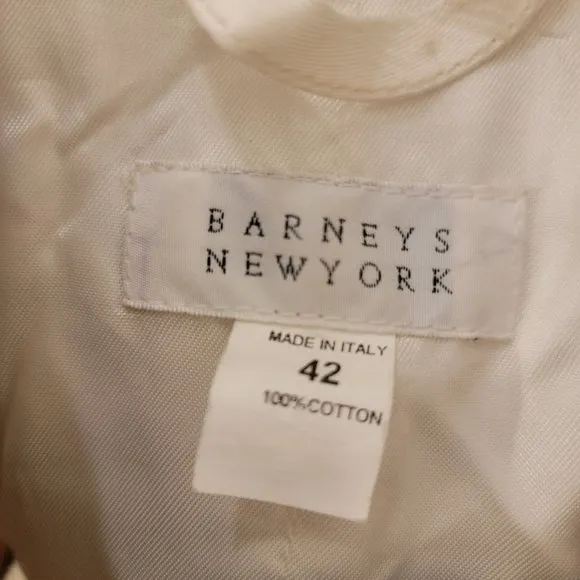 BARNEYS
NEWYORK
MADE IN ITALY
42
100%COTTON